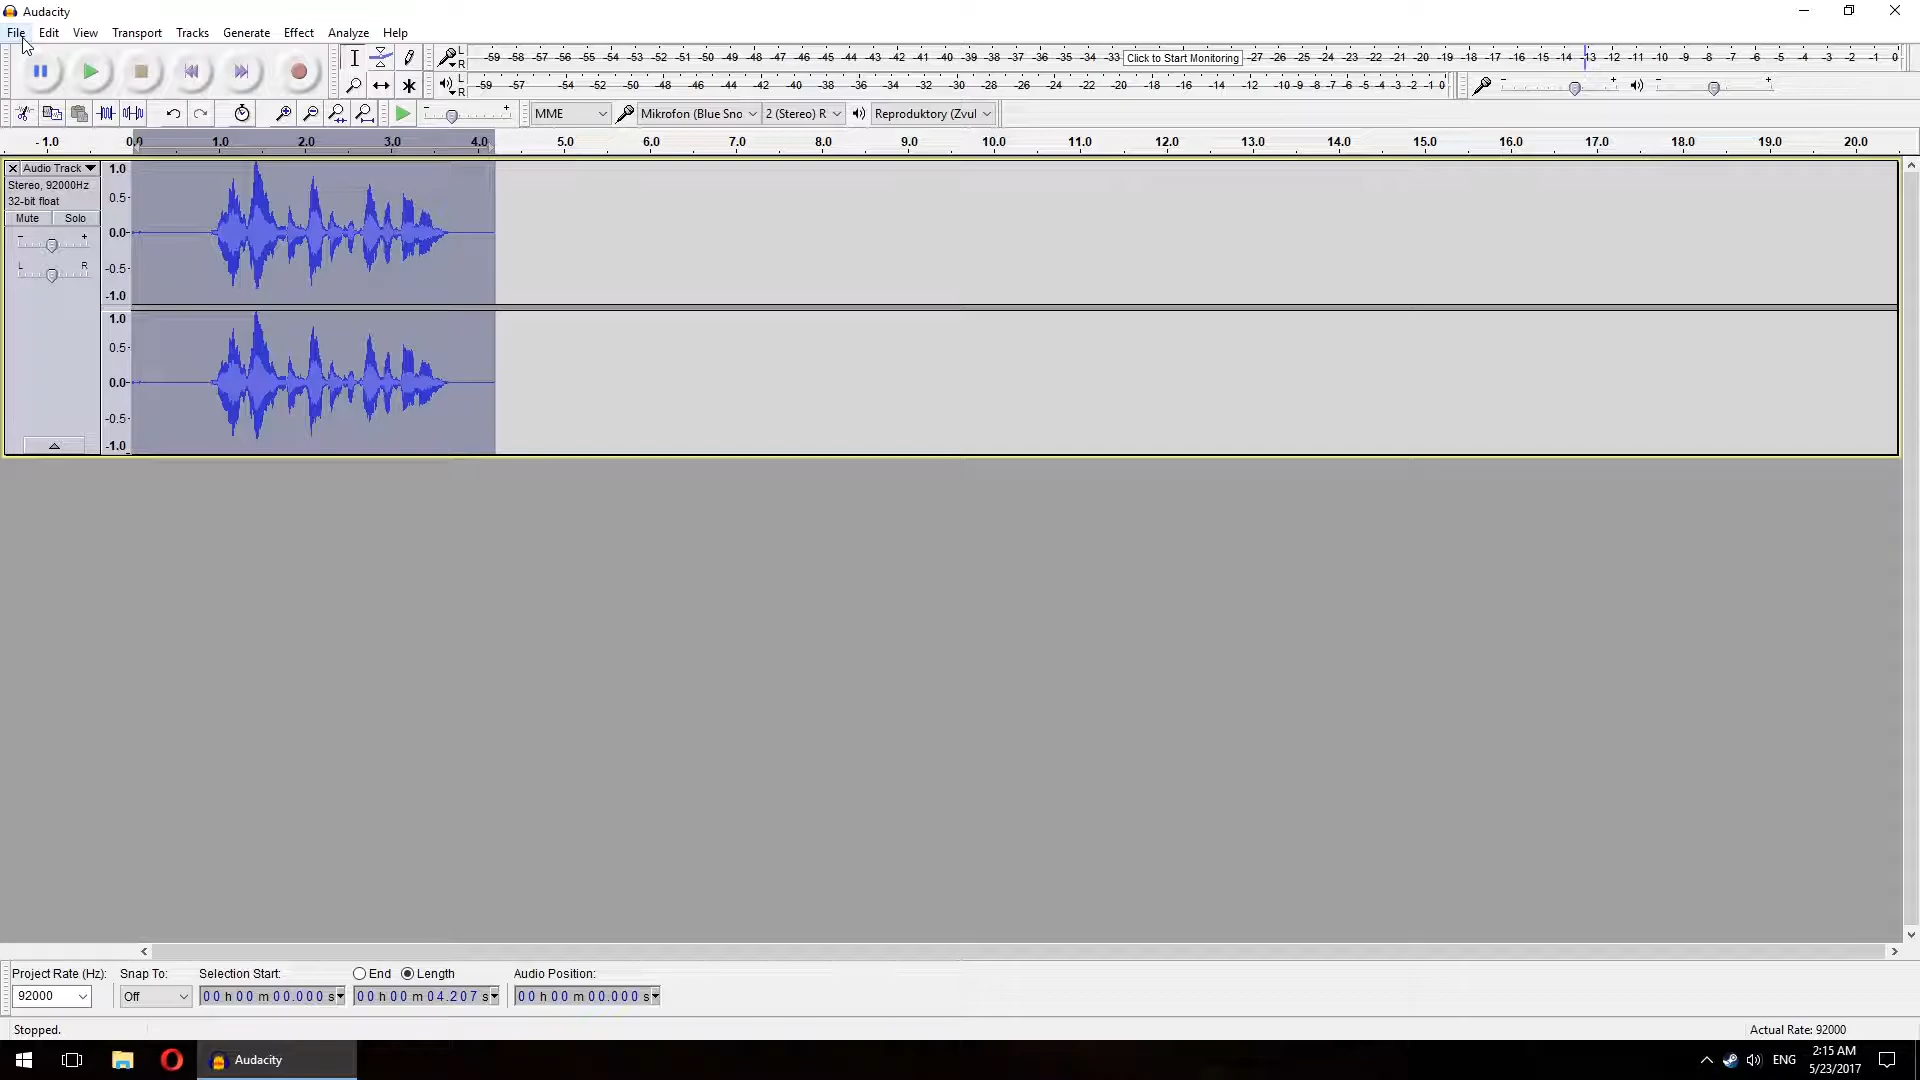 Audacity
File Edit View Transport Tracks Generate Effect Analyze Help
L R -59 -58 -57 -56 -55 -54 -53 -52 -51 -50 -49 -48 -47 -46 -45 -44 -43 -42 -41 -40 -39 -38 -37 -36 -35 -34 -33 Click to Start Monitoring -27 -26 -25 -24 -23 -22 -21 -20 -19 -18 -17 -16 -15 -14 -13 -12 -11 -10 -9 -8 -7 -6 -5 -4 -3 -2 -1 0
L R -59 -57 -54 -52 -50 -48 -46 -44 -42 -40 -38 -36 -34 -32 -30 -28 -26 -24 -22 -20 -18 -16 -14 -12 -10 -9 -8 -7 -6 -5 -4 -3 -2 -1 0 - + - +
- + MME Mikrofon (Blue Sno 2 (Stereo) R Reproduktory (Zvul
-1.0 0.0 1.0 2.0 3.0 4.0 5.0 6.0 7.0 8.0 9.0 10.0 11.0 12.0 13.0 14.0 15.0 16.0 17.0 18.0 19.0 20.0
Audio Track
Stereo, 92000Hz
32-bit float
Mute Solo
- +
L R
1.0
0.5
0.0
-0.5
-1.0
1.0
0.5
0.0
-0.5
-1.0
Project Rate (Hz): Snap To: Selection Start: End Length Audio Position:
92000 Off 00 h 00 m 00.000 s 00 h 00 m 04.207 s 00 h 00 m 00.000 s
Stopped. Actual Rate: 92000
Audacity ENG 2:15 AM
5/23/2017